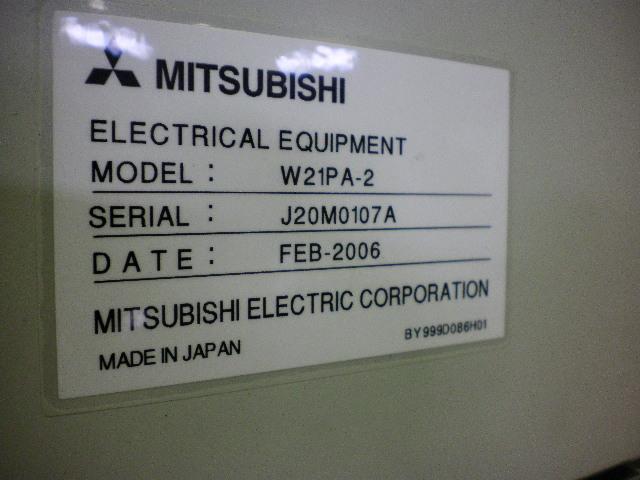 MITSUBISHI
ELECTRICAL EQUIPMENT
MODEL : W21PA-2
SERIAL : J20M0107A
DATE : FEB-2006
MITSUBISHI ELECTRIC CORPORATION
MADE IN JAPAN BY999D086H01